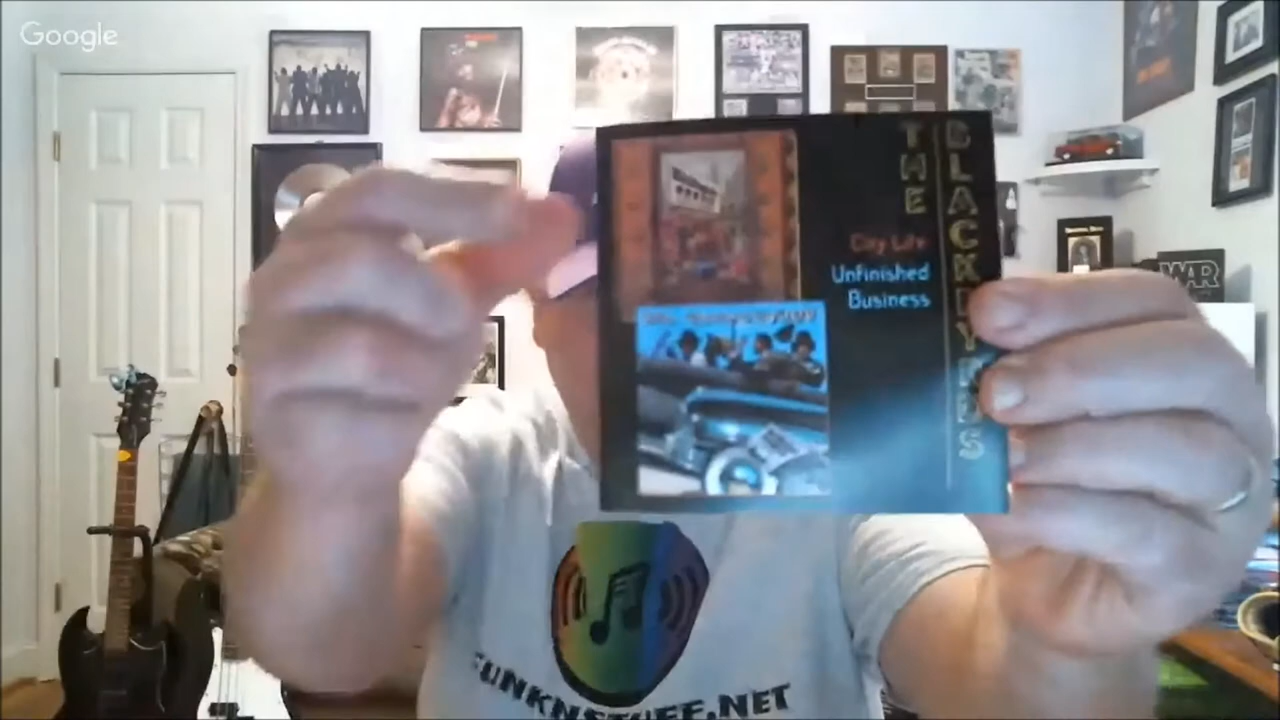 Google
THE
BLACKBYRDS
City Life
Unfinished
Business
WAR
FUNKNSTUFF.NET